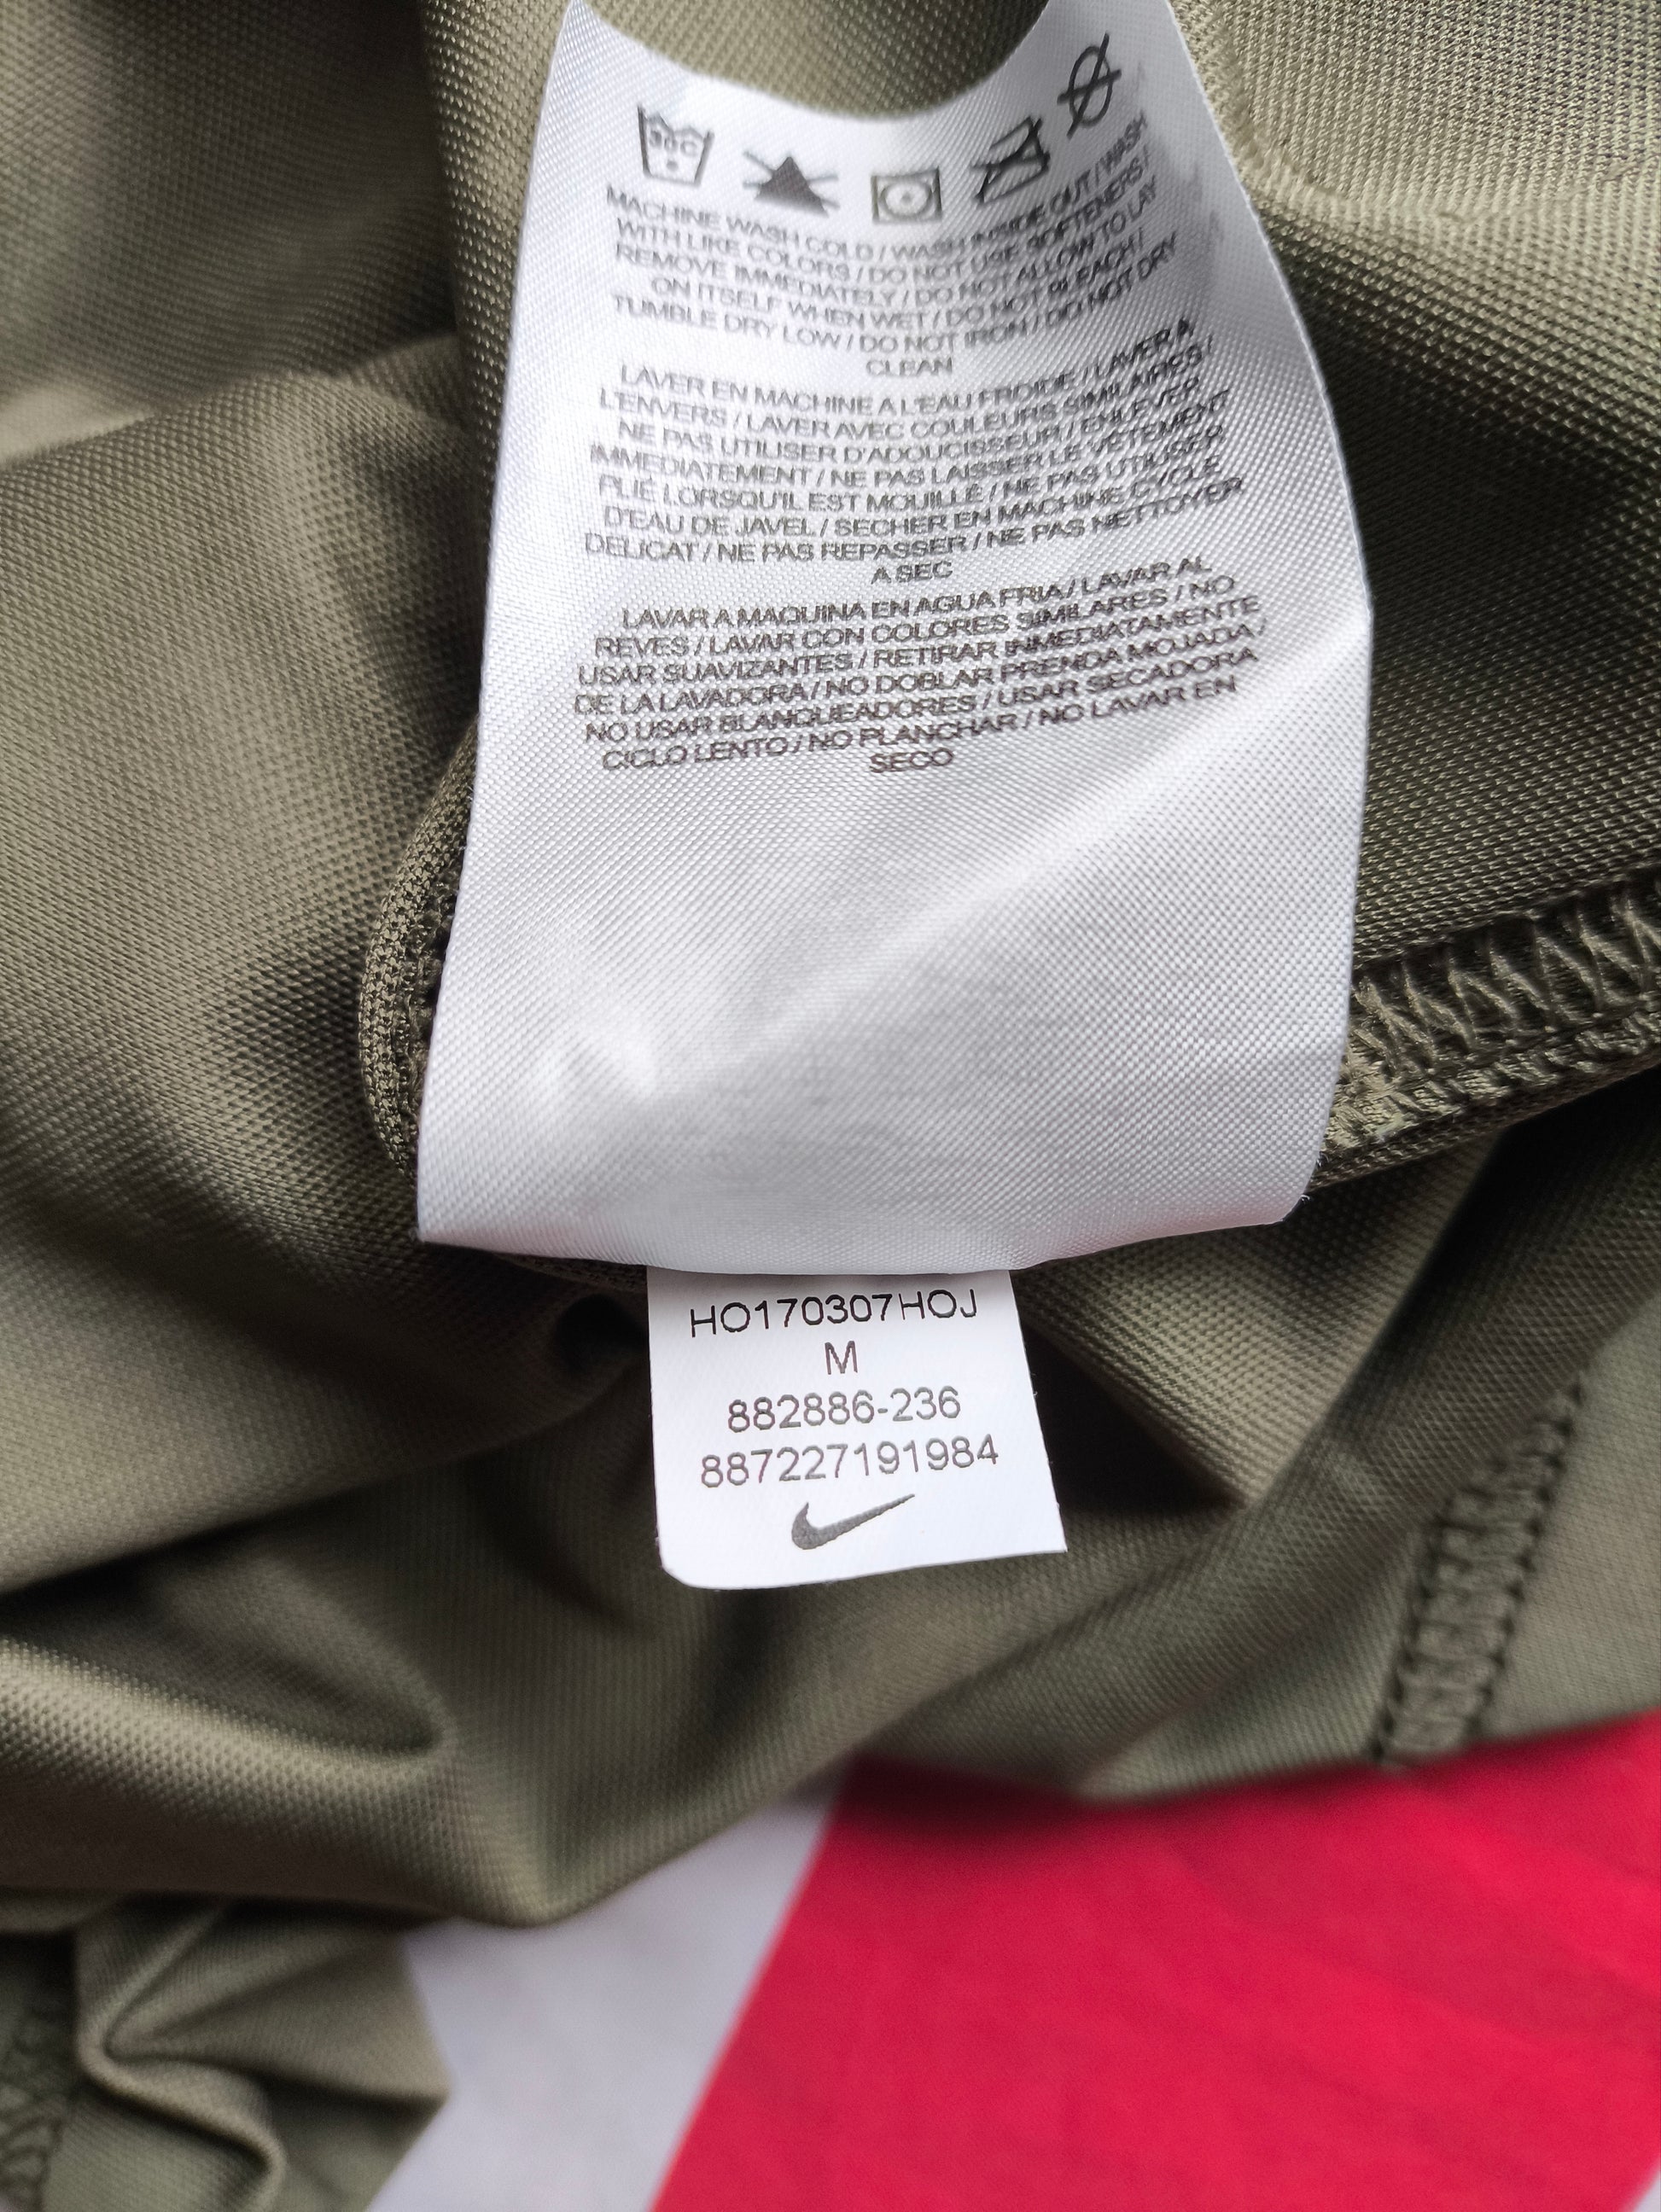 30C
MACHINE WASH COLD / WASH INSIDE OUT / WASH
WITH LIKE COLORS / DO NOT USE SOFTENERS /
REMOVE IMMEDIATELY / DO NOT ALLOW TO LAY
ON ITSELF WHEN WET / DO NOT BLEACH /
TUMBLE DRY LOW / DO NOT IRON / DO NOT DRY
CLEAN
LAVER EN MACHINE A L'EAU FROIDE / LAVER A
L'ENVERS / LAVER AVEC COULEURS SIMILAIRES /
NE PAS UTILISER D'ADOUCISSEUR / ENLEVER
IMMEDIATEMENT / NE PAS LAISSER LE VÊTEMENT
PLIÉ LORSQU'IL EST MOUILLÉ / NE PAS UTILISER
D'EAU DE JAVEL / SECHER EN MACHINE CYCLE
DELICAT / NE PAS REPASSER / NE PAS NETTOYER
A SEC
LAVAR A MAQUINA EN AGUA FRIA / LAVAR AL
REVES / LAVAR CON COLORES SIMILARES / NO
USAR SUAVIZANTES / RETIRAR INMEDIATAMENTE
DE LA LAVADORA / NO DOBLAR PRENDA MOJADA /
NO USAR BLANQUEADORES / USAR SECADORA
CICLO LENTO / NO PLANCHAR / NO LAVAR EN
SECO
HO170307HOJ
M
882886-236
887227191984